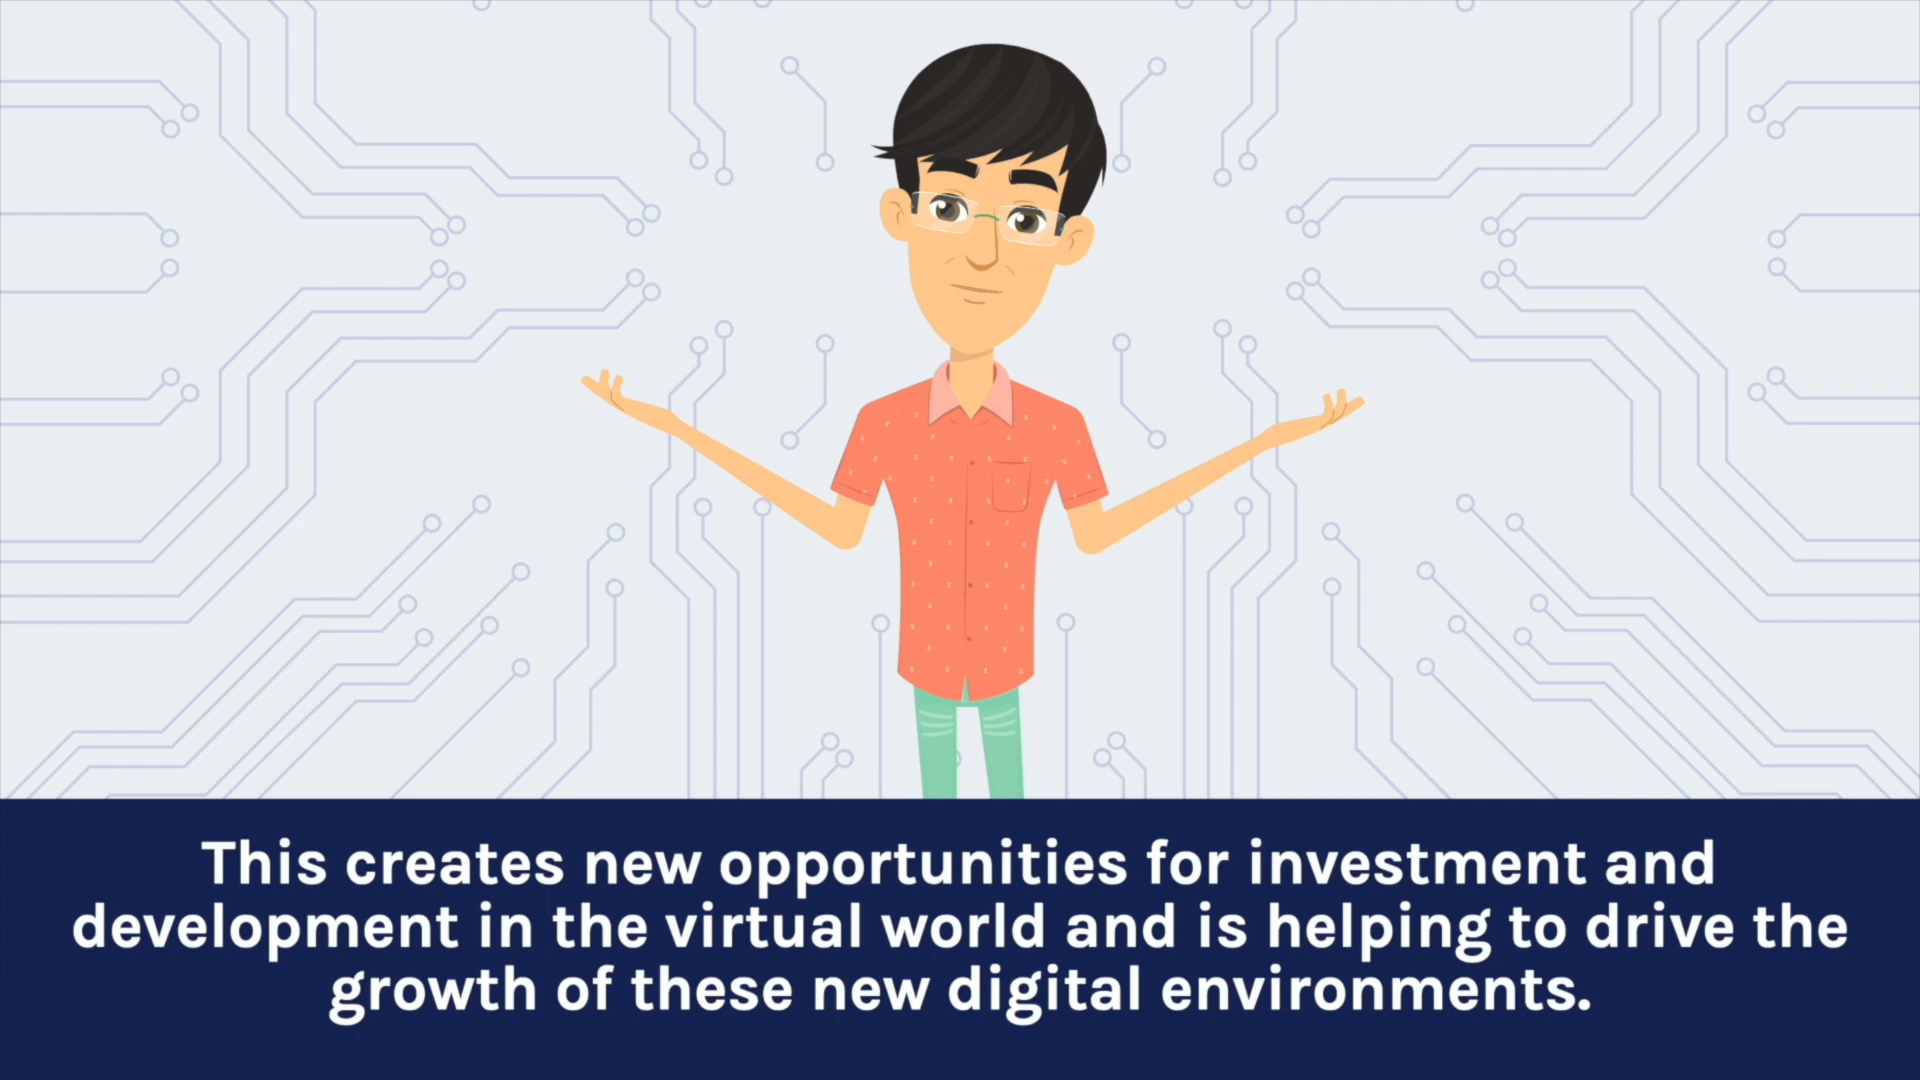 This creates new opportunities for investment and
development in the virtual world and is helping to drive the
growth of these new digital environments.